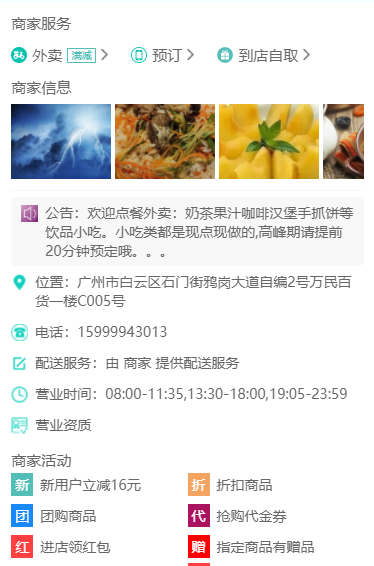 商家服务
外卖 满减 预订 到店自取
商家信息
公告：欢迎点餐外卖：奶茶果汁咖啡汉堡手抓饼等
饮品小吃。小吃类都是现点现做的,高峰期请提前
20分钟预定哦。。。
位置：广州市白云区石门街鸦岗大道自编2号万民百
货一楼C005号
电话：15999943013
配送服务：由 商家 提供配送服务
营业时间：08:00-11:35,13:30-18:00,19:05-23:59
营业资质
商家活动
新 新用户立减16元 折 折扣商品
团 团购商品 代 抢购代金券
红 进店领红包 赠 指定商品有赠品